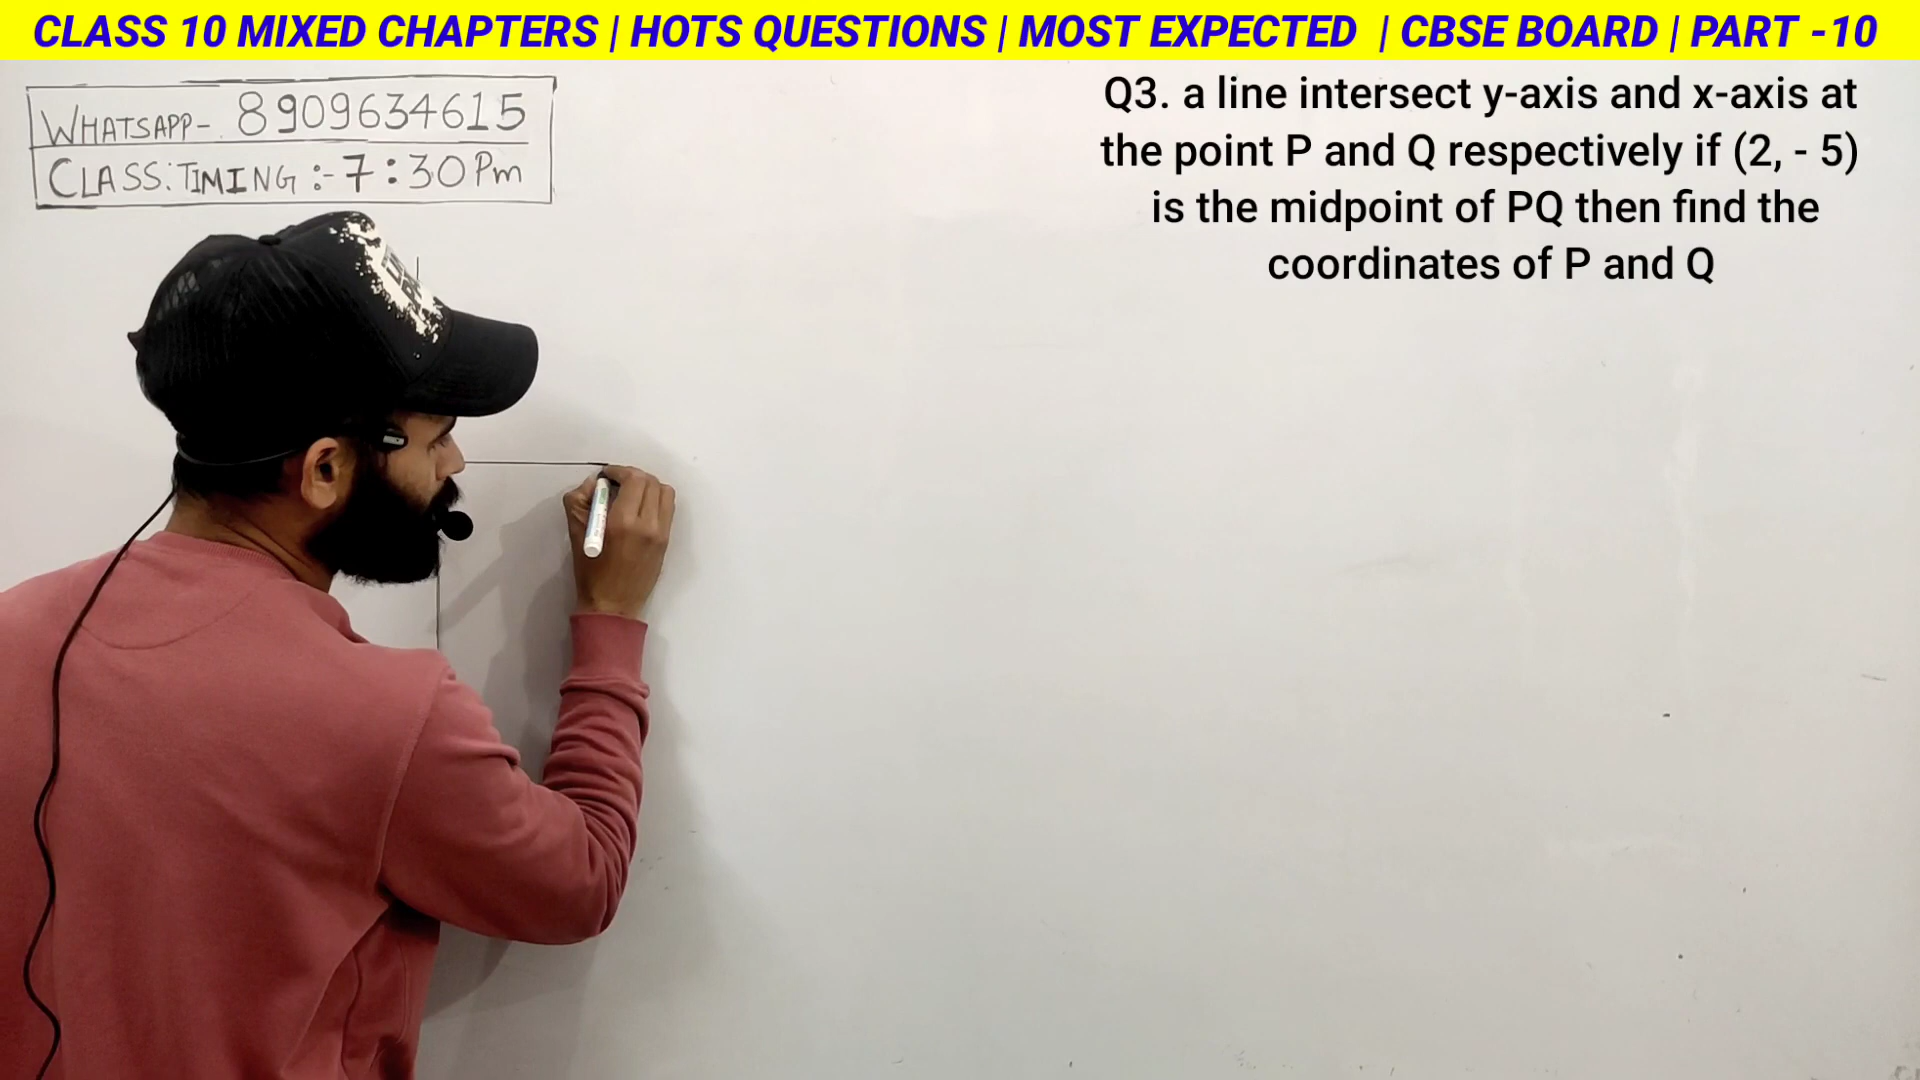 CLASS 10 MIXED CHAPTERS | HOTS QUESTIONS | MOST EXPECTED | CBSE BOARD | PART -10
WHATSAPP- 8909634615
CLASS:TIMING :- 7:30 Pm
Q3. a line intersect y-axis and x-axis at
the point P and Q respectively if (2, - 5)
is the midpoint of PQ then find the
coordinates of P and Q